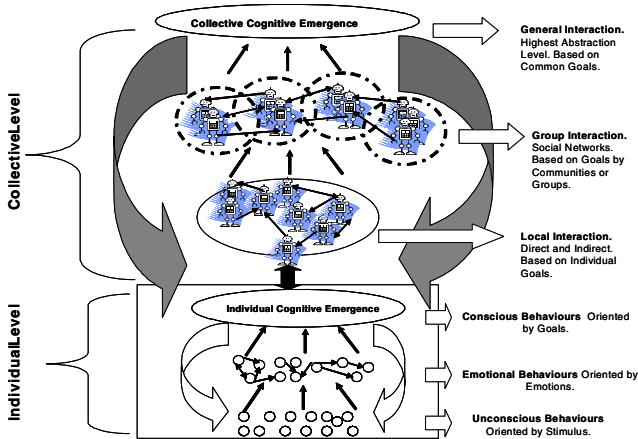 Collective Cognitive Emergence
General Interaction.
Highest Abstraction
Level. Based on
Common Goals.
CollectiveLevel
Group Interaction.
Social Networks.
Based on Goals by
Communities or
Groups.
Local Interaction.
Direct and Indirect.
Based on Individual
Goals.
IndividualLevel
Individual Cognitive Emergence
Conscious Behaviours Oriented
by Goals.
Emotional Behaviours Oriented by
Emotions.
Unconscious Behaviours
Oriented by Stimulus.